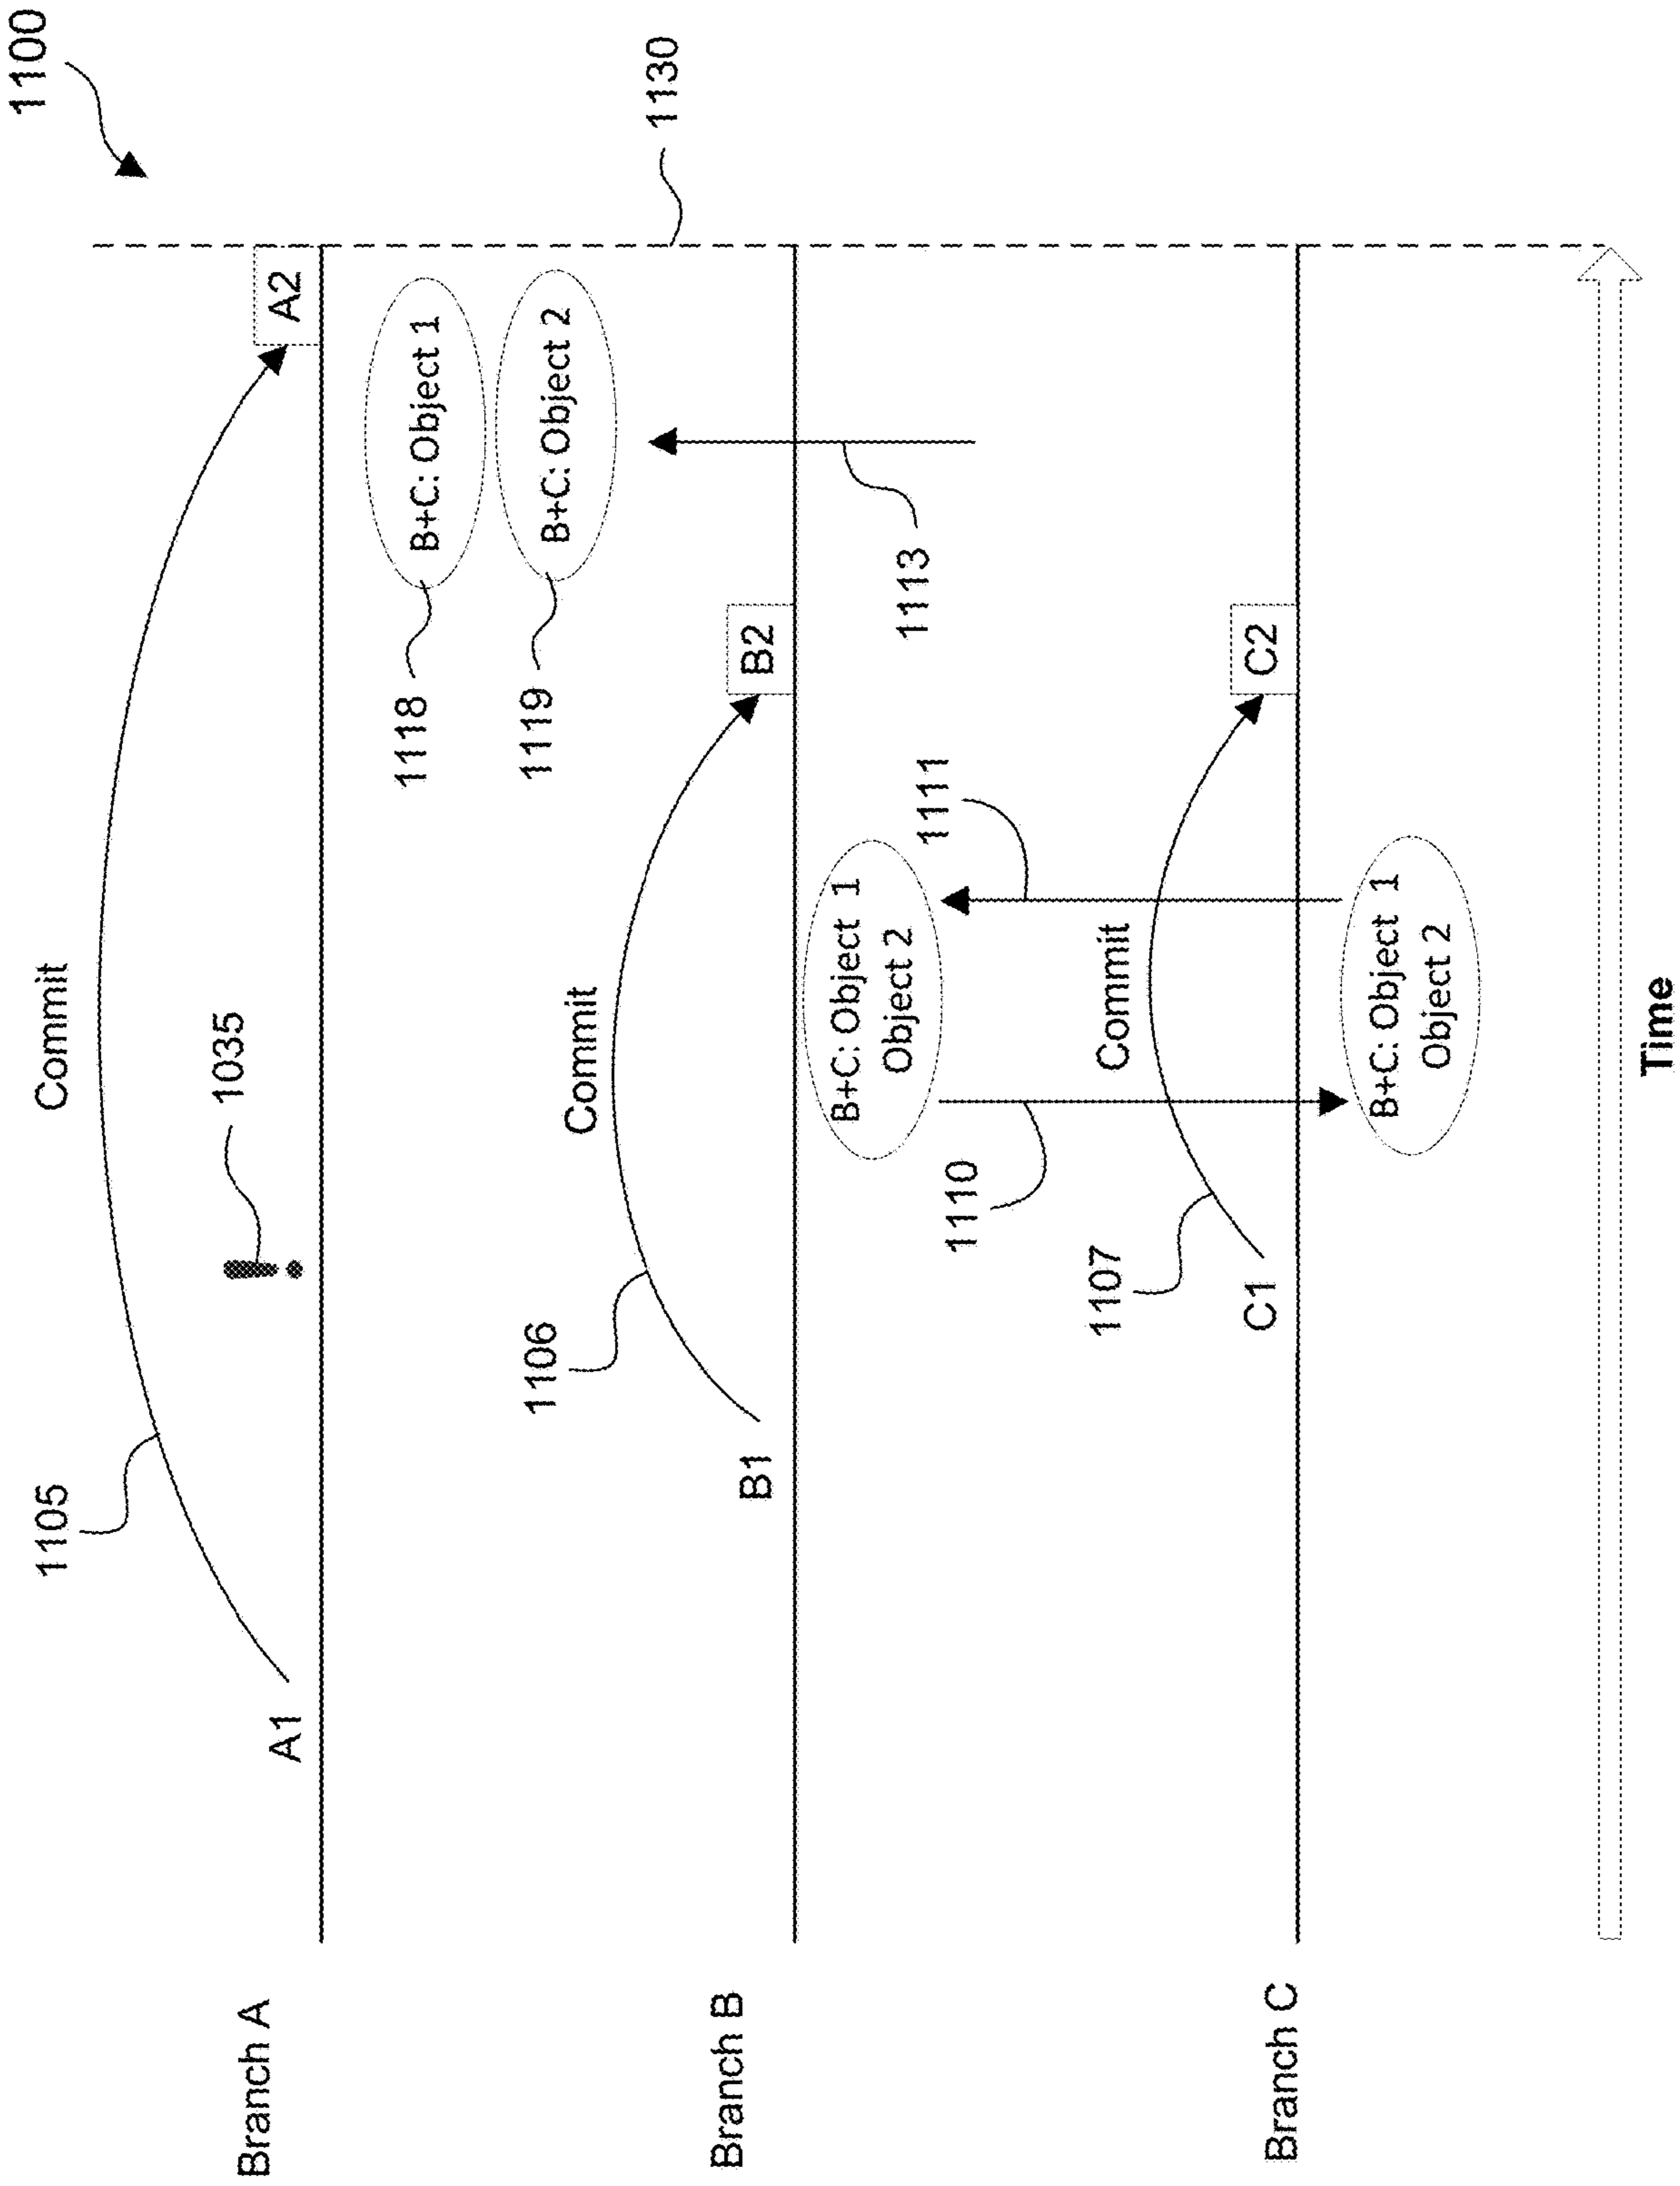 1100
Commit
1105
1035
A1
A2
Branch A
1130
B+C: Object 1
B+C: Object 2
1118
1119
Commit
1106
B1
B2
Branch B
B+C: Object 1
Object 2
1113
1110
1111
Commit
1107
C1
C2
Branch C
B+C: Object 1
Object 2
Time